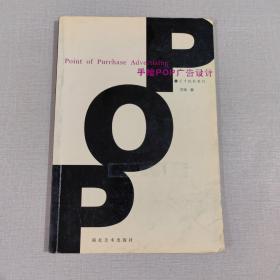 P
Point of Purchase Advertising
手绘POP广告设计
O
P
湖北美术出版社